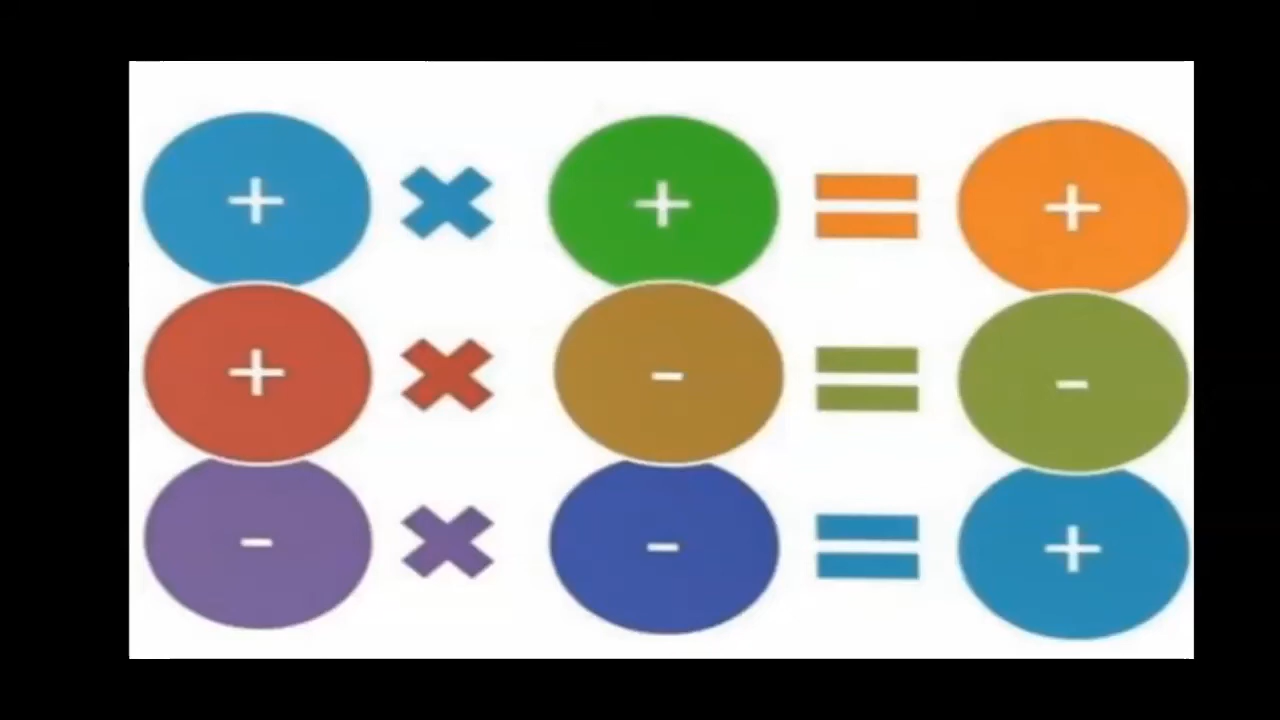 + × + = +
+ × - = -
- × - = +